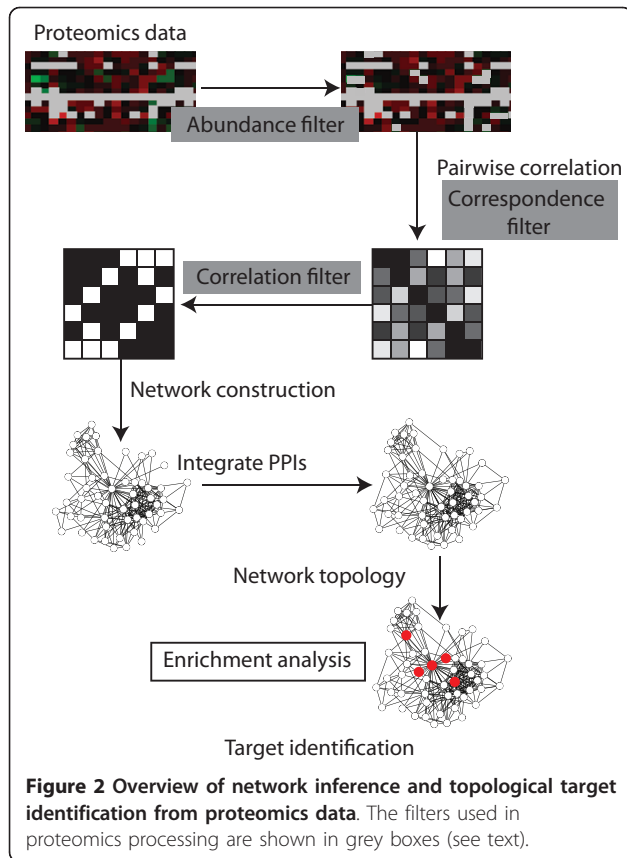 Proteomics data
Abundance filter
Pairwise correlation
Correspondence
filter
Correlation filter
Network construction
Integrate PPIs
Network topology
Enrichment analysis
Target identification
Figure 2 Overview of network inference and topological target
identification from proteomics data. The filters used in
proteomics processing are shown in grey boxes (see text).